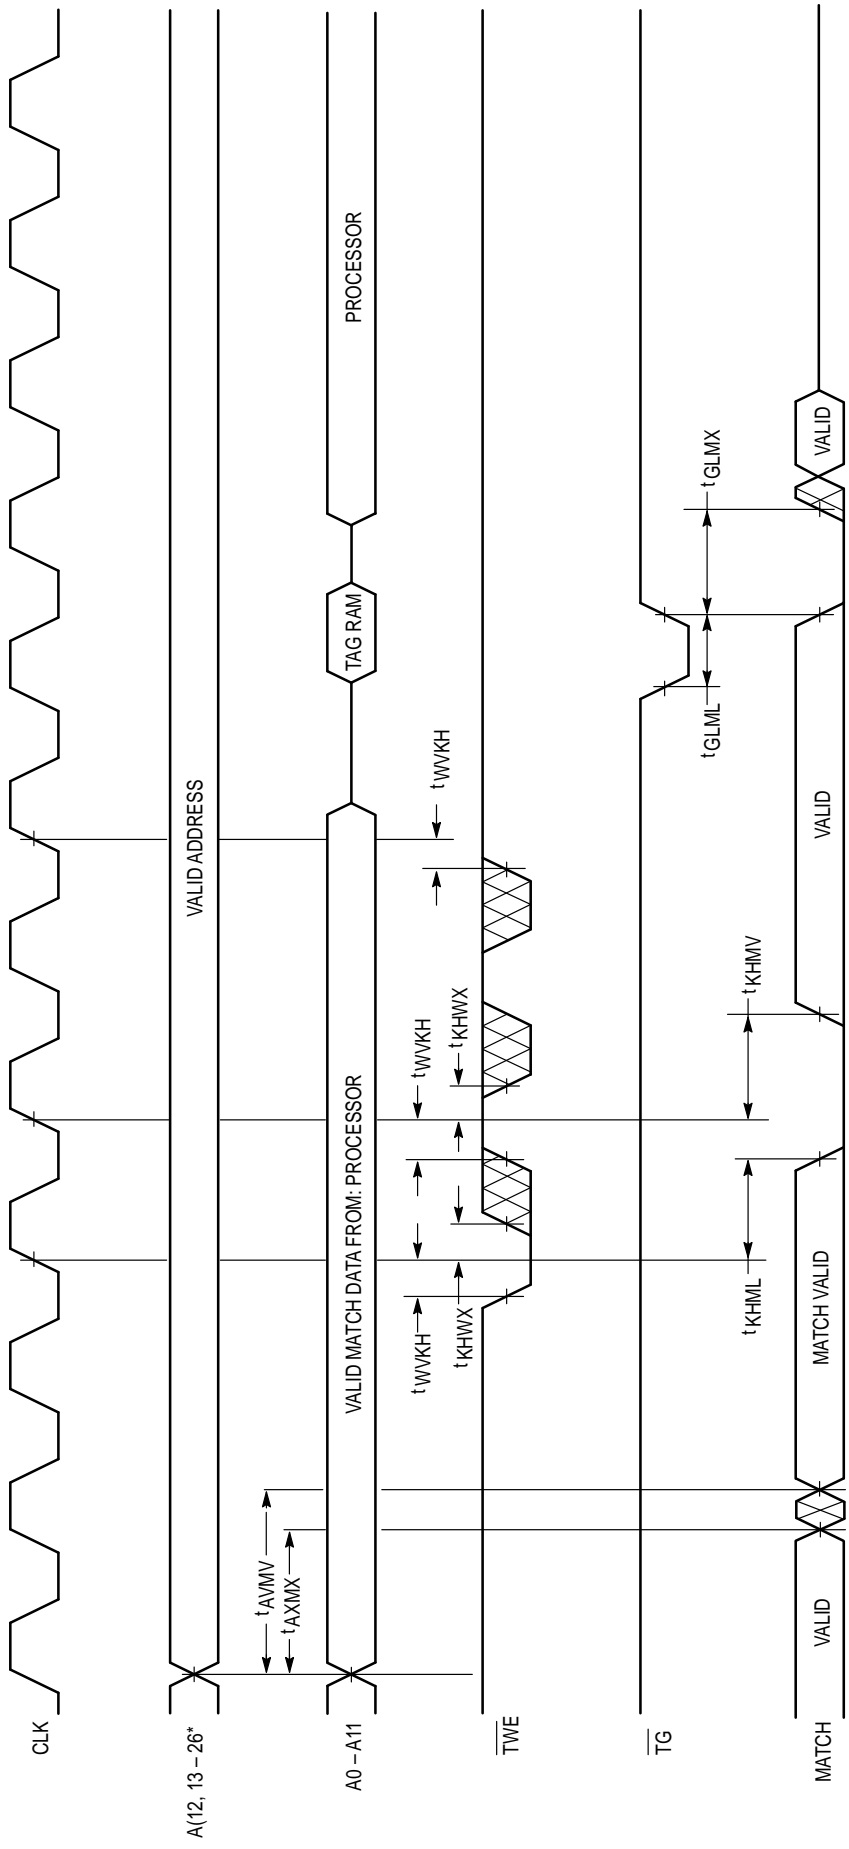 CLK
A(12, 13 – 26*
VALID ADDRESS
tAVMV
tAXMX
A0 – A11
VALID MATCH DATA FROM: PROCESSOR
TAG RAM
PROCESSOR
tWVKH
tWVKH
tWVKH
tKHWX
tKHWX
TWE
TG
tGLML
tGLMX
tKHML
tKHMV
MATCH
VALID
MATCH VALID
VALID
VALID